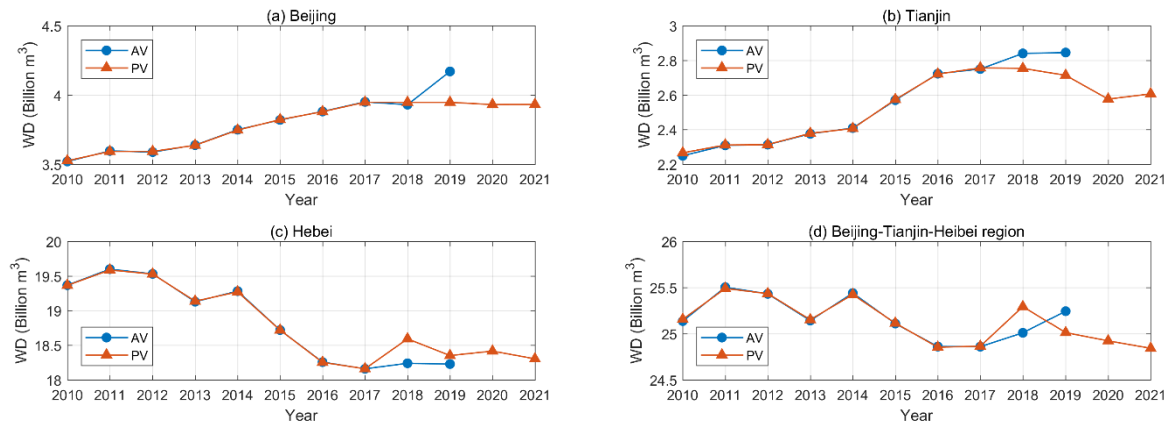 (a) Beijing
4.5
4
3.5
WD (Billion m³)
AV
PV
2010 2011 2012 2013 2014 2015 2016 2017 2018 2019 2020 2021
Year
(b) Tianjin
3
2.8
2.6
2.4
2.2
WD (Billion m³)
AV
PV
2010 2011 2012 2013 2014 2015 2016 2017 2018 2019 2020 2021
Year
(c) Hebei
20
19.5
19
18.5
18
WD (Billion m³)
AV
PV
2010 2011 2012 2013 2014 2015 2016 2017 2018 2019 2020 2021
Year
(d) Beijing-Tianjin-Heibei region
26
25.5
25
24.5
WD (Billion m³)
AV
PV
2010 2011 2012 2013 2014 2015 2016 2017 2018 2019 2020 2021
Year